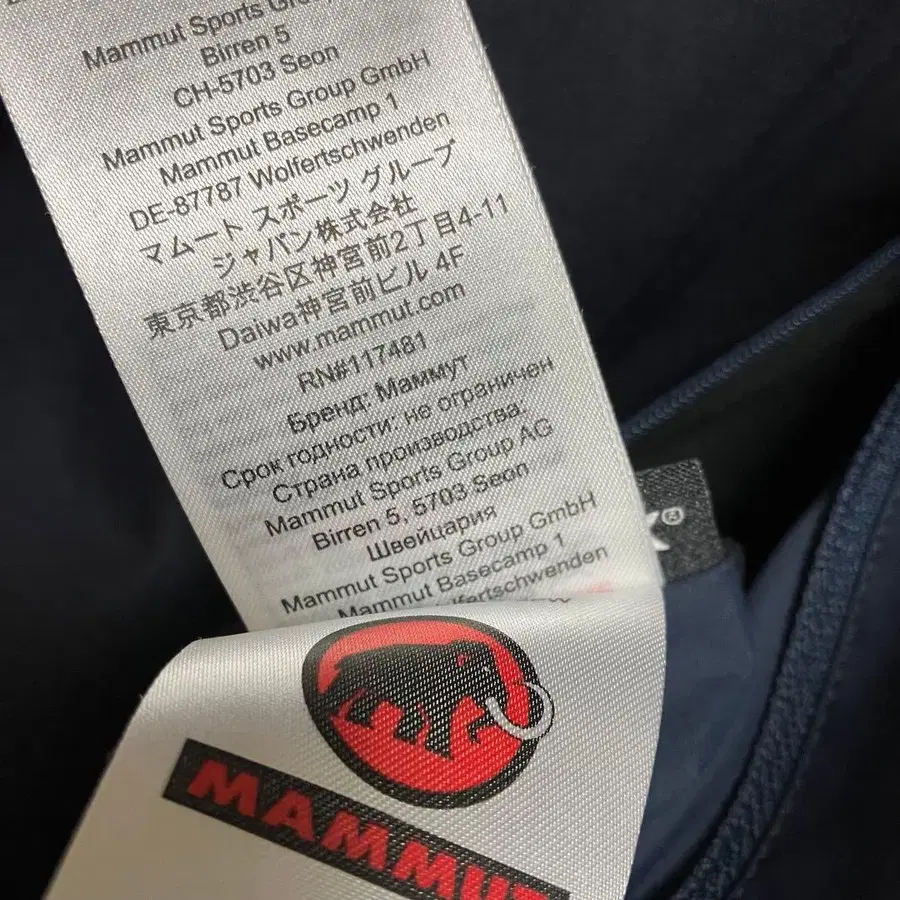 Mammut Sports Group
Birren 5
CH-5703 Seon
Mammut Sports Group GmbH
Mammut Basecamp 1
DE-87787 Wolfertschwenden
マムート スポーツ グループ
ジャパン株式会社
東京都渋谷区神宮前2丁目4-11
Daiwa神宮前ビル 4F
www.mammut.com
RN#117481
Бренд: Маммут
Срок годности: не ограничен
Страна производства:
Mammut Sports Group AG
Birren 5, 5703 Seon
Швейцария
Mammut Sports Group GmbH
Mammut Basecamp 1
lfertschwenden
X®
MAMMUT